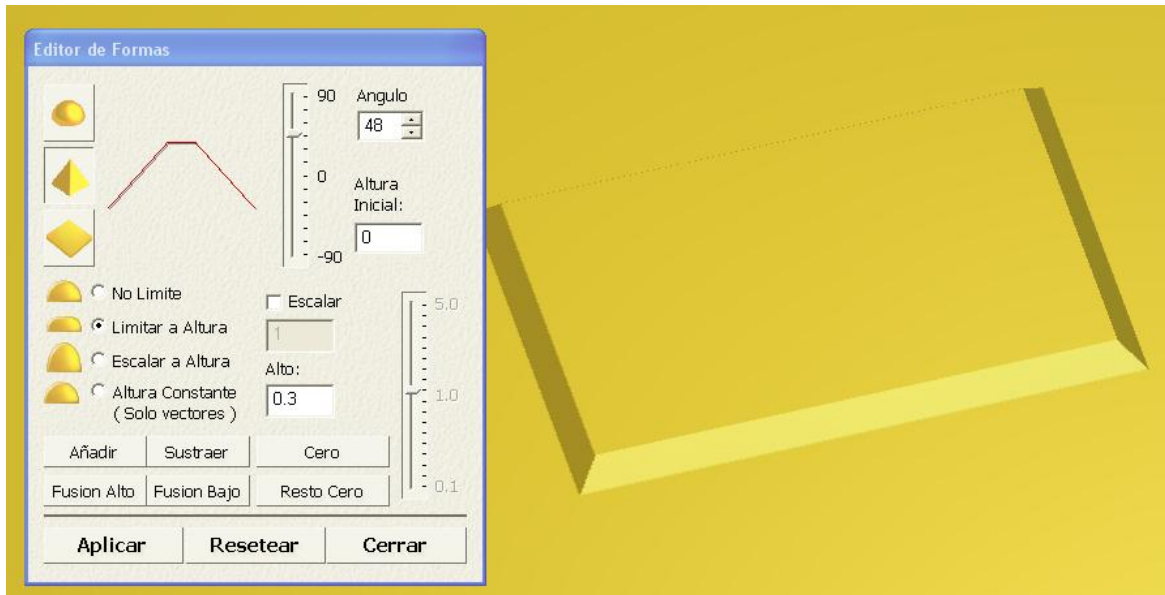 Editor de Formas
90
Angulo
48
0
Altura
Inicial:
0
-90
No Limite
Escalar
5.0
Limitar a Altura
1
Escalar a Altura
Alto:
Altura Constante
( Solo vectores )
0.3
1.0
Añadir
Sustraer
Cero
Fusion Alto
Fusion Bajo
Resto Cero
0.1
Aplicar
Resetear
Cerrar